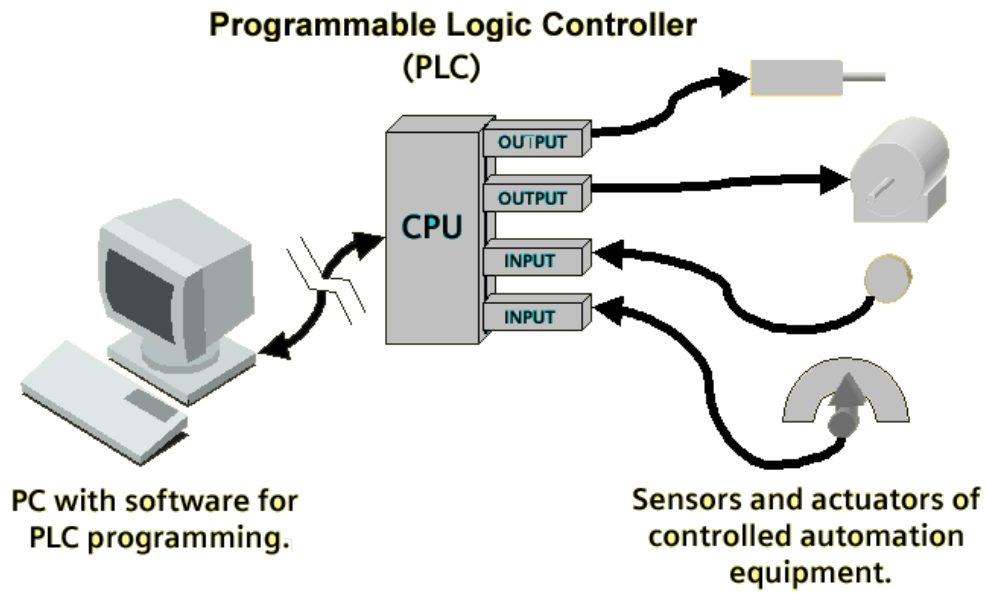 Programmable Logic Controller
(PLC)
OUTPUT
OUTPUT
CPU
INPUT
INPUT
PC with software for
PLC programming.
Sensors and actuators of
controlled automation
equipment.